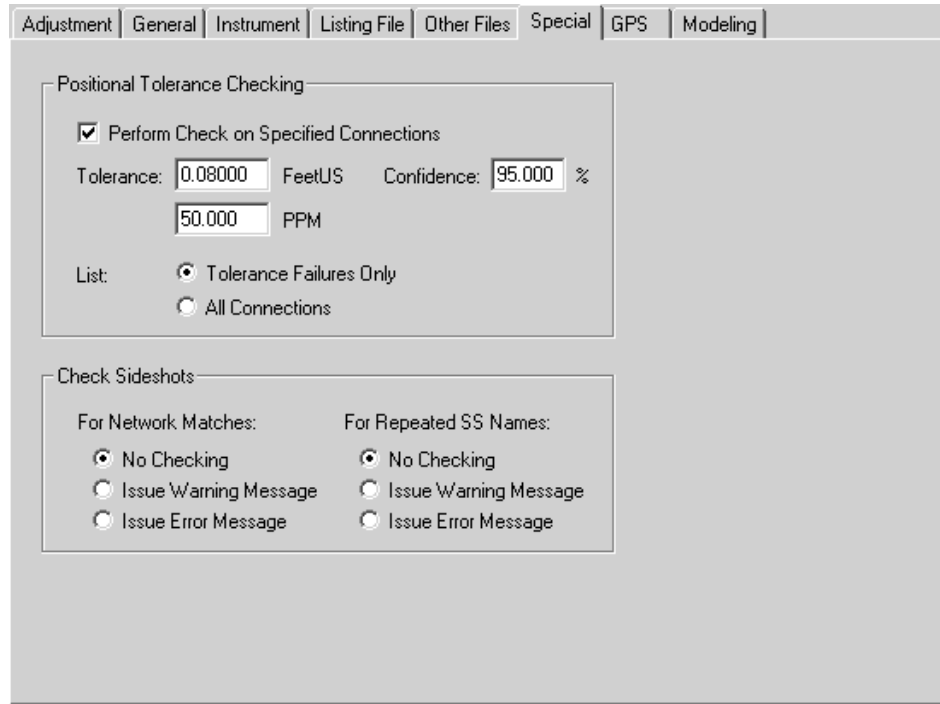 Adjustment General Instrument Listing File Other Files Special GPS Modeling
Positional Tolerance Checking
Perform Check on Specified Connections
Tolerance: 0.08000 FeetUS Confidence: 95.000 %
50.000 PPM
List: Tolerance Failures Only
All Connections
Check Sideshots
For Network Matches: For Repeated SS Names:
No Checking No Checking
Issue Warning Message Issue Warning Message
Issue Error Message Issue Error Message